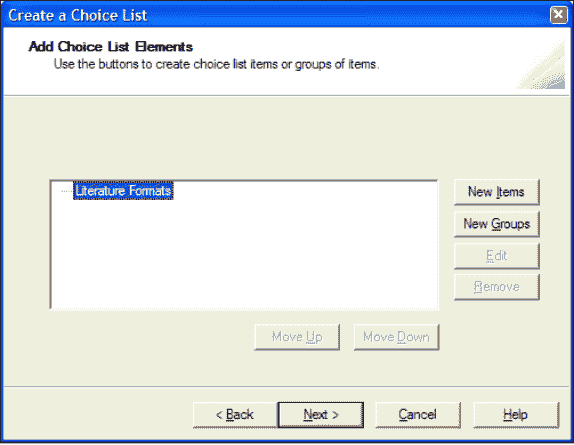 Create a Choice List
Add Choice List Elements
Use the buttons to create choice list items or groups of items.
Literature Formats
New Items
New Groups
Edit
Remove
Move Up
Move Down
< Back
Next >
Cancel
Help